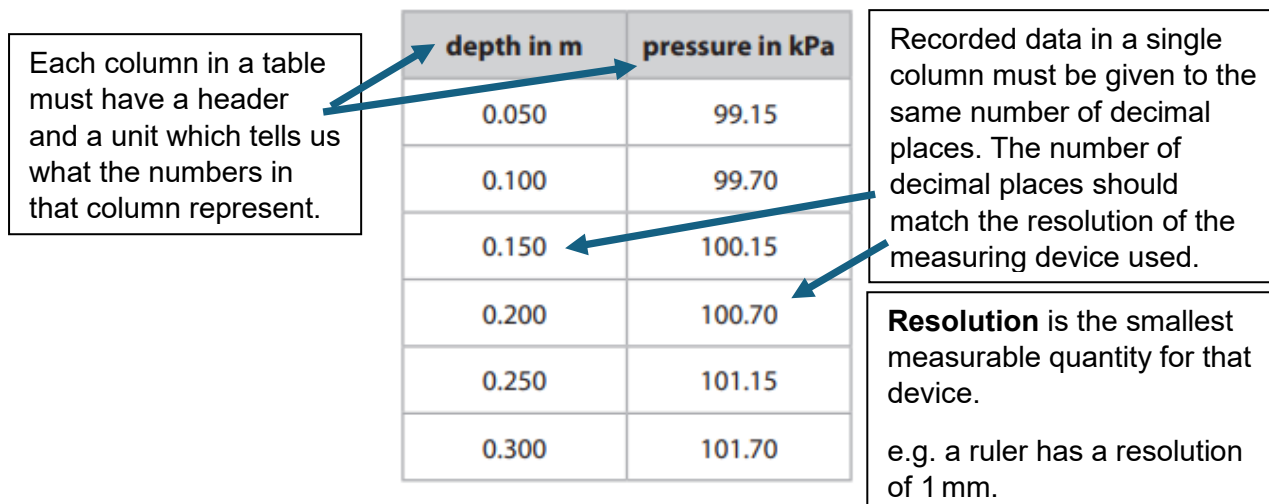 Each column in a table
must have a header
and a unit which tells us
what the numbers in
that column represent.
depth in m pressure in kPa
0.050 99.15
0.100 99.70
0.150 100.15
0.200 100.70
0.250 101.15
0.300 101.70
Recorded data in a single
column must be given to the
same number of decimal
places. The number of
decimal places should
match the resolution of the
measuring device used.
Resolution is the smallest
measurable quantity for that
device.
e.g. a ruler has a resolution
of 1 mm.